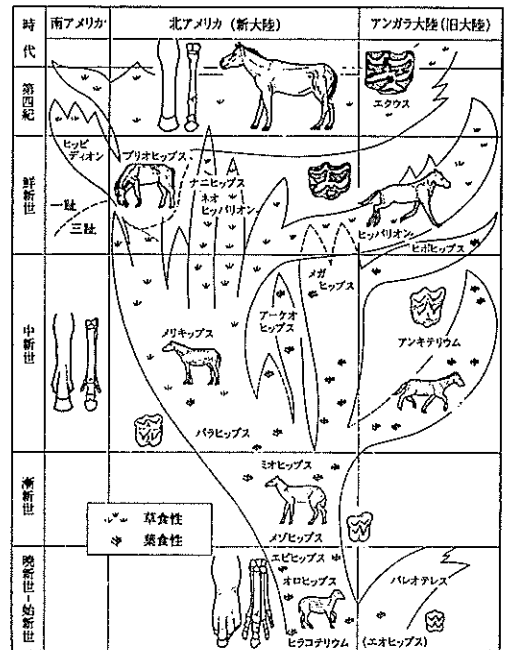 時代
南アメリカ
北アメリカ(新大陸)
アンガラ大陸(旧大陸)
第四紀
エクウス
ヒッピ
ディオン
鮮新世
プリオヒップス
ナニヒップス
ネオ
ヒッパリオン
ヒッパリオン
一趾
三趾
ヒポヒップス
メガ
ヒップス
中新世
アーケオ
ヒップス
アンキテリウム
メリキップス
パラヒップス
漸新世
ミオヒップス
メゾヒップス
草食性
葉食性
暁新世-始新世
エピヒップス
オロヒップス
パレオテレス
ヒラコテリウム
(エオヒップス)